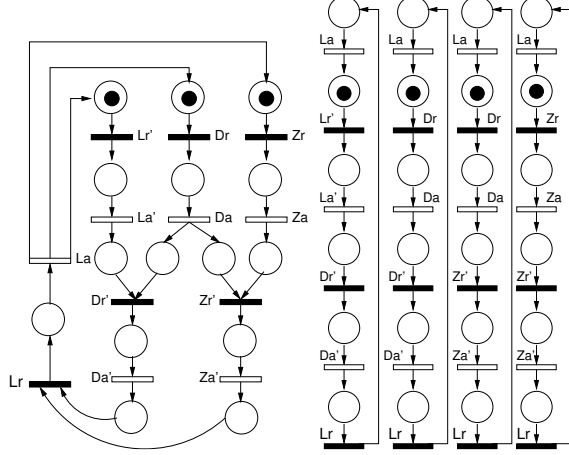 La La La La
Lr' Dr Zr
Lr' Dr Dr Zr
La' Da Za
La' Da Da Za
La
Dr' Zr'
Dr' Dr' Zr' Zr'
Da' Za'
Da' Da' Za' Za'
Lr
Lr Lr Lr Lr